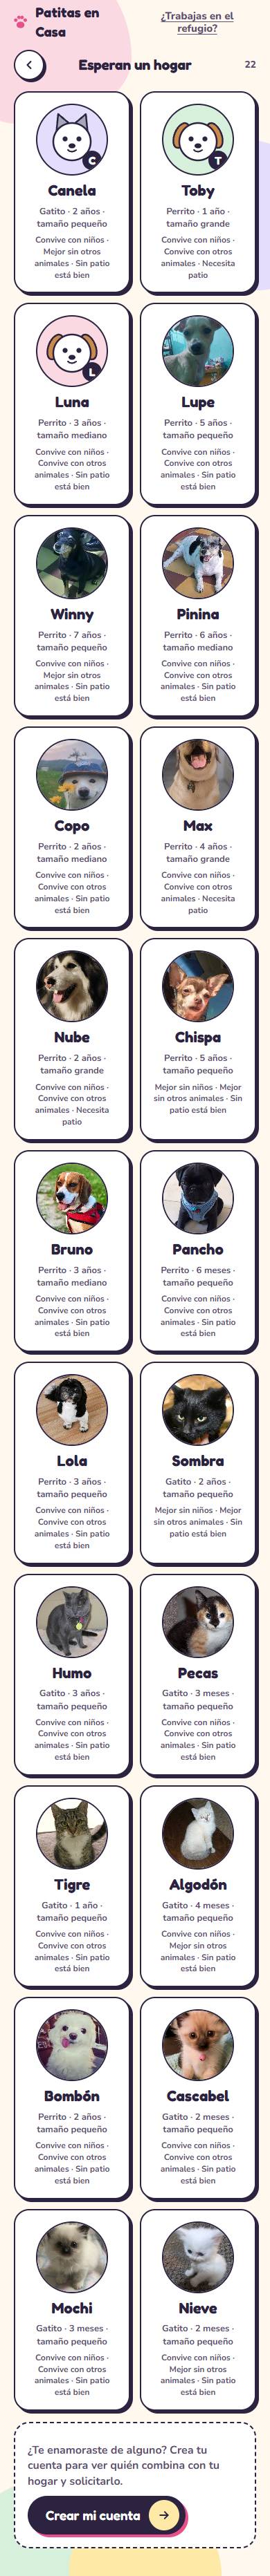 Patitas en
Casa
¿Trabajas en el
refugio?
Esperan un hogar
22
C
Canela
Gatito · 2 años ·
tamaño pequeño
Convive con niños ·
Mejor sin otros
animales · Sin patio
está bien
T
Toby
Perrito · 1 año ·
tamaño grande
Convive con niños ·
Convive con otros
animales · Necesita
patio
L
Luna
Perrito · 3 años ·
tamaño mediano
Convive con niños ·
Convive con otros
animales · Sin patio
está bien
Lupe
Perrito · 5 años ·
tamaño pequeño
Convive con niños ·
Convive con otros
animales · Sin patio
está bien
Winny
Perrito · 7 años ·
tamaño pequeño
Convive con niños ·
Mejor sin otros
animales · Sin patio
está bien
Pinina
Perrito · 6 años ·
tamaño mediano
Convive con niños ·
Convive con otros
animales · Sin patio
está bien
Copo
Perrito · 2 años ·
tamaño mediano
Convive con niños ·
Convive con otros
animales · Sin patio
está bien
Max
Perrito · 4 años ·
tamaño grande
Convive con niños ·
Convive con otros
animales · Necesita
patio
Nube
Perrito · 2 años ·
tamaño grande
Convive con niños ·
Convive con otros
animales · Necesita
patio
Chispa
Perrito · 5 años ·
tamaño pequeño
Mejor sin niños · Mejor
sin otros animales · Sin
patio está bien
Bruno
Perrito · 3 años ·
tamaño mediano
Convive con niños ·
Convive con otros
animales · Sin patio
está bien
Pancho
Perrito · 6 meses ·
tamaño pequeño
Convive con niños ·
Convive con otros
animales · Sin patio
está bien
Lola
Perrito · 3 años ·
tamaño pequeño
Convive con niños ·
Convive con otros
animales · Sin patio
está bien
Sombra
Gatito · 2 años ·
tamaño pequeño
Mejor sin niños · Mejor
sin otros animales · Sin
patio está bien
Humo
Gatito · 3 años ·
tamaño pequeño
Convive con niños ·
Convive con otros
animales · Sin patio
está bien
Pecas
Gatito · 3 meses ·
tamaño pequeño
Convive con niños ·
Convive con otros
animales · Sin patio
está bien
Tigre
Gatito · 1 año ·
tamaño pequeño
Convive con niños ·
Convive con otros
animales · Sin patio
está bien
Algodón
Gatito · 4 meses ·
tamaño pequeño
Convive con niños ·
Mejor sin otros
animales · Sin patio
está bien
Bombón
Perrito · 2 años ·
tamaño pequeño
Convive con niños ·
Convive con otros
animales · Sin patio
está bien
Cascabel
Gatito · 2 meses ·
tamaño pequeño
Convive con niños ·
Convive con otros
animales · Sin patio
está bien
Mochi
Gatito · 3 meses ·
tamaño pequeño
Convive con niños ·
Convive con otros
animales · Sin patio
está bien
Nieve
Gatito · 2 meses ·
tamaño pequeño
Convive con niños ·
Mejor sin otros
animales · Sin patio
está bien
¿Te enamoraste de alguno? Crea tu
cuenta para ver quién combina con tu
hogar y solicitarlo.
Crear mi cuenta